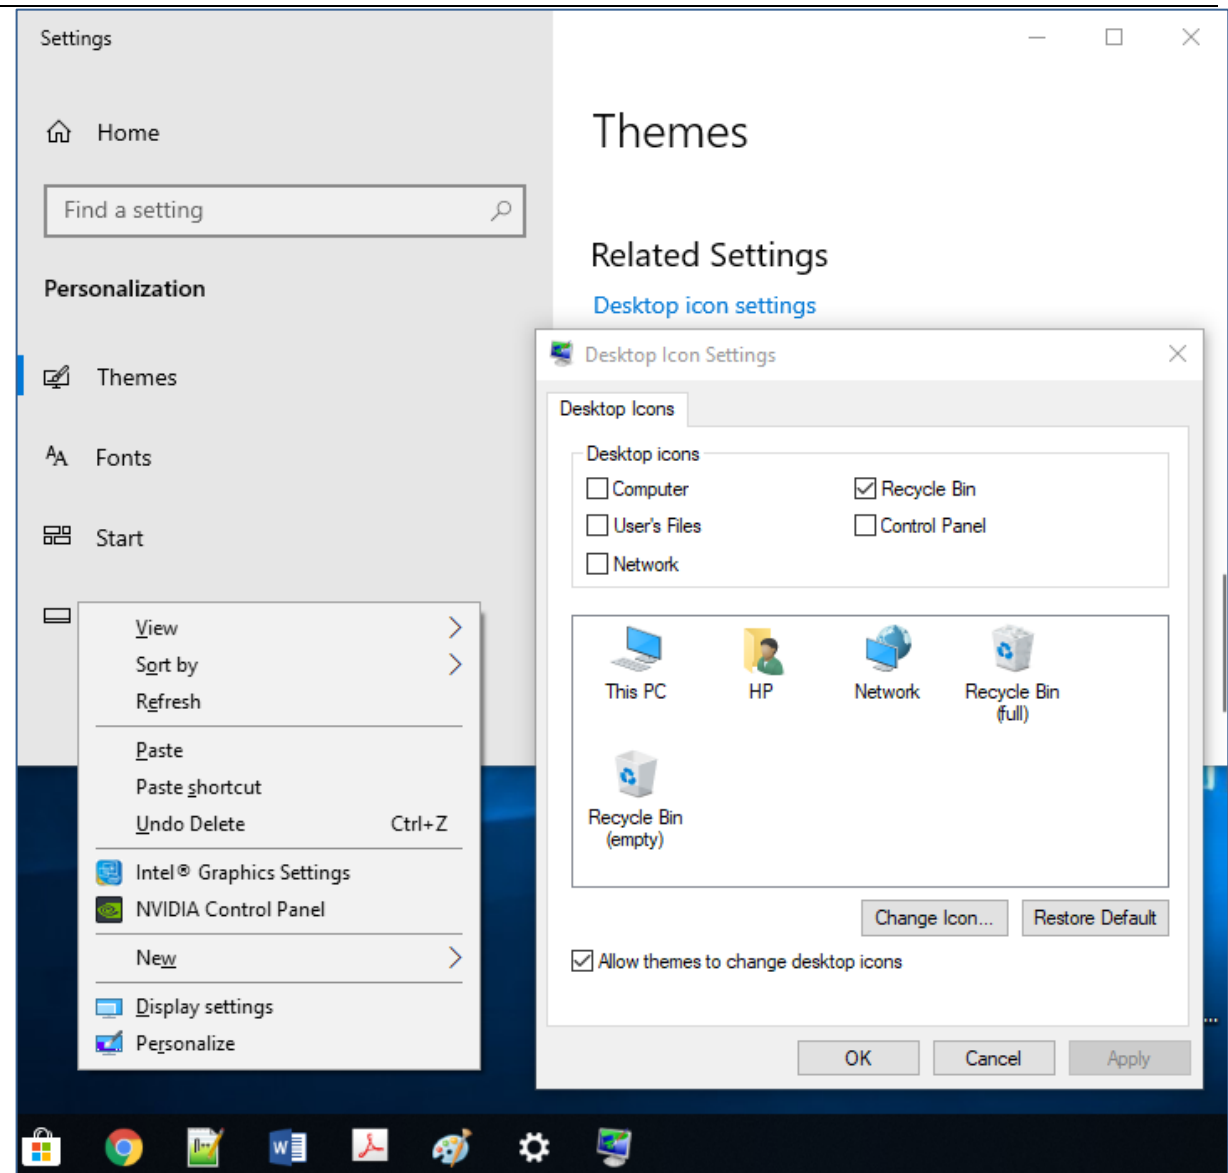 Settings
Home
Find a setting
Personalization
Themes
Fonts
Start
Themes
Related Settings
Desktop icon settings
Desktop Icon Settings
Desktop Icons
Desktop icons
Computer
Recycle Bin
User's Files
Control Panel
Network
This PC
HP
Network
Recycle Bin
(full)
Recycle Bin
(empty)
Change Icon...
Restore Default
Allow themes to change desktop icons
OK
Cancel
Apply
View
Sort by
Refresh
Paste
Paste shortcut
Undo Delete Ctrl+Z
Intel® Graphics Settings
NVIDIA Control Panel
New
Display settings
Personalize